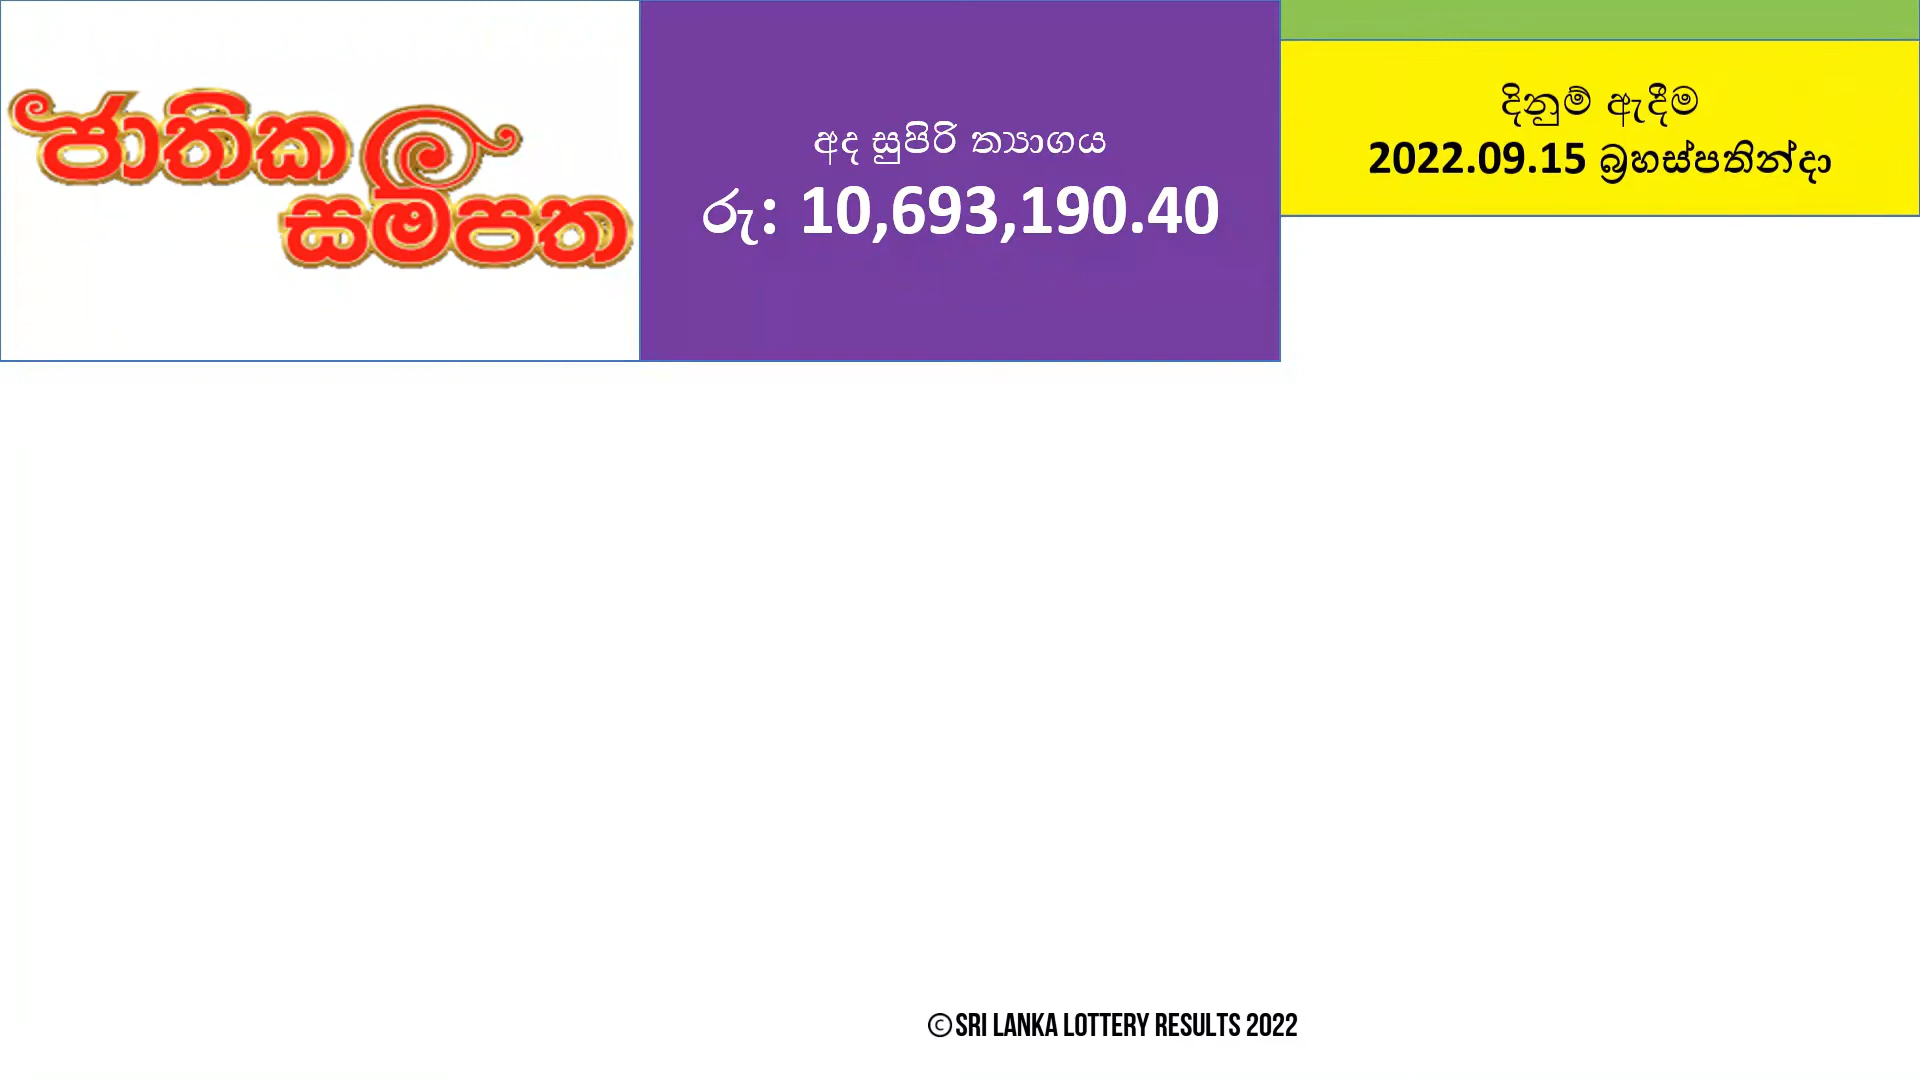 ජාතික
සම්පත
අද සුපිරි ත්‍යාගය
රු: 10,693,190.40
දිනුම් ඇදීම
2022.09.15 බ්‍රහස්පතින්දා
©SRI LANKA LOTTERY RESULTS 2022